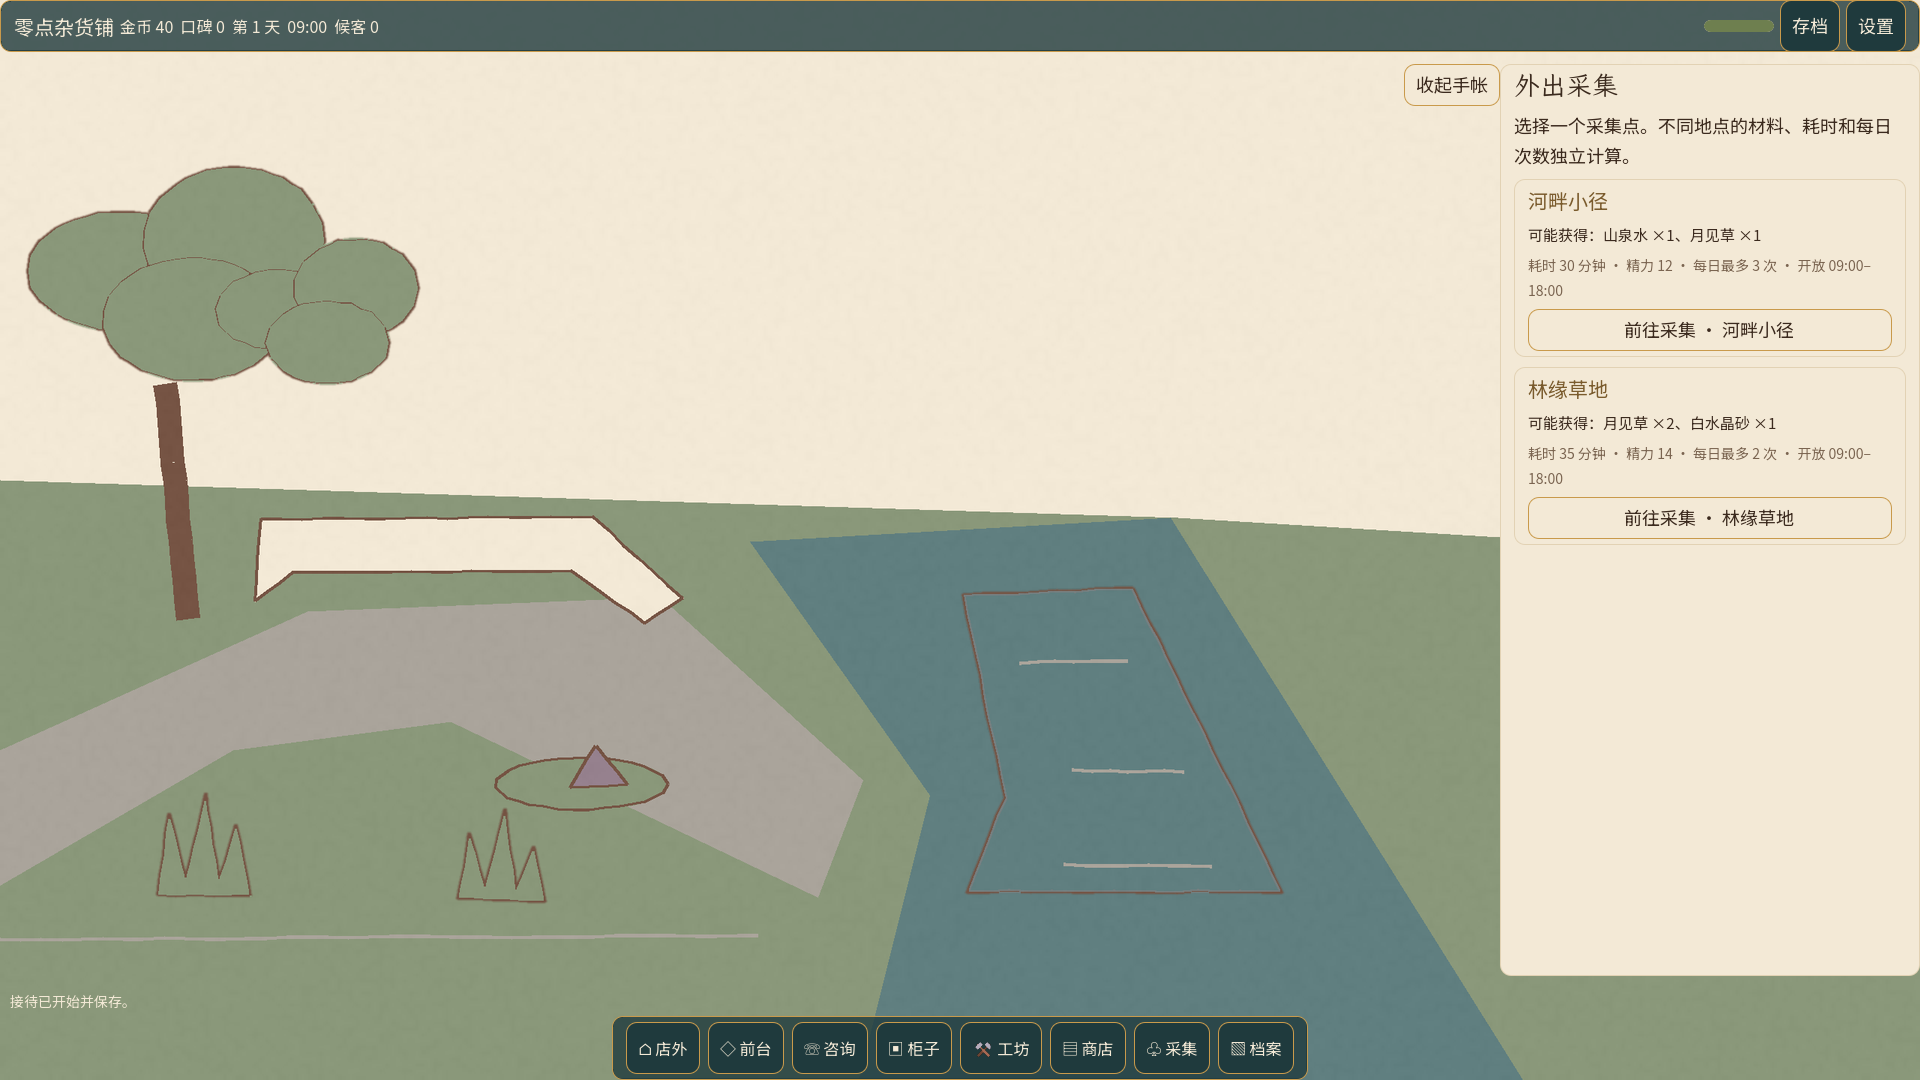 零点杂货铺 金币 40 口碑 0 第 1 天 09:00 候客 0
存档
设置
收起手帐
外出采集
选择一个采集点。不同地点的材料、耗时和每日
次数独立计算。
河畔小径
可能获得：山泉水 ×1、月见草 ×1
耗时 30 分钟 • 精力 12 • 每日最多 3 次 • 开放 09:00–
18:00
前往采集 • 河畔小径
林缘草地
可能获得：月见草 ×2、白水晶砂 ×1
耗时 35 分钟 • 精力 14 • 每日最多 2 次 • 开放 09:00–
18:00
前往采集 • 林缘草地
接待已开始并保存。
店外
前台
咨询
柜子
工坊
商店
采集
档案